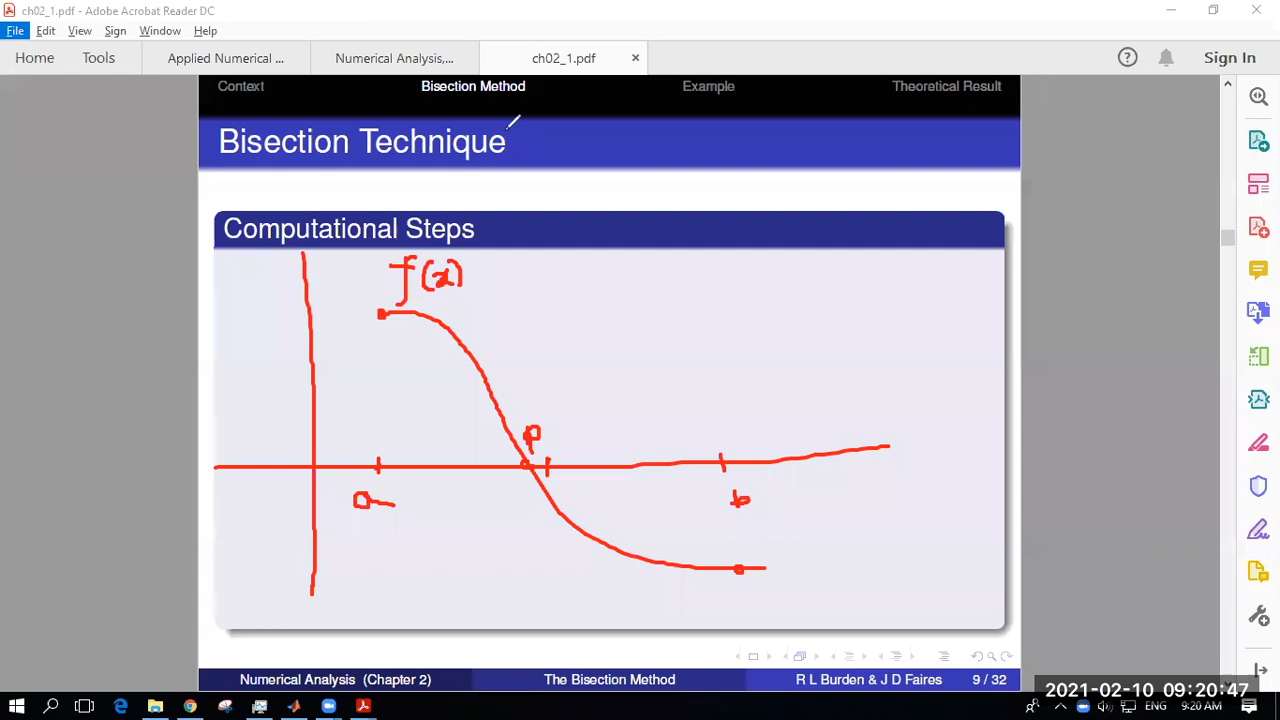 ch02_1.pdf - Adobe Acrobat Reader DC
File Edit View Sign Window Help
Home Tools Applied Numerical ... Numerical Analysis,... ch02_1.pdf × Sign In
Context Bisection Method Example Theoretical Result
Bisection Technique
Computational Steps
f(x)
p
a b
Numerical Analysis (Chapter 2) The Bisection Method R L Burden & J D Faires 9 / 32
2021-02-10 09:20:47
ENG 9:20 AM